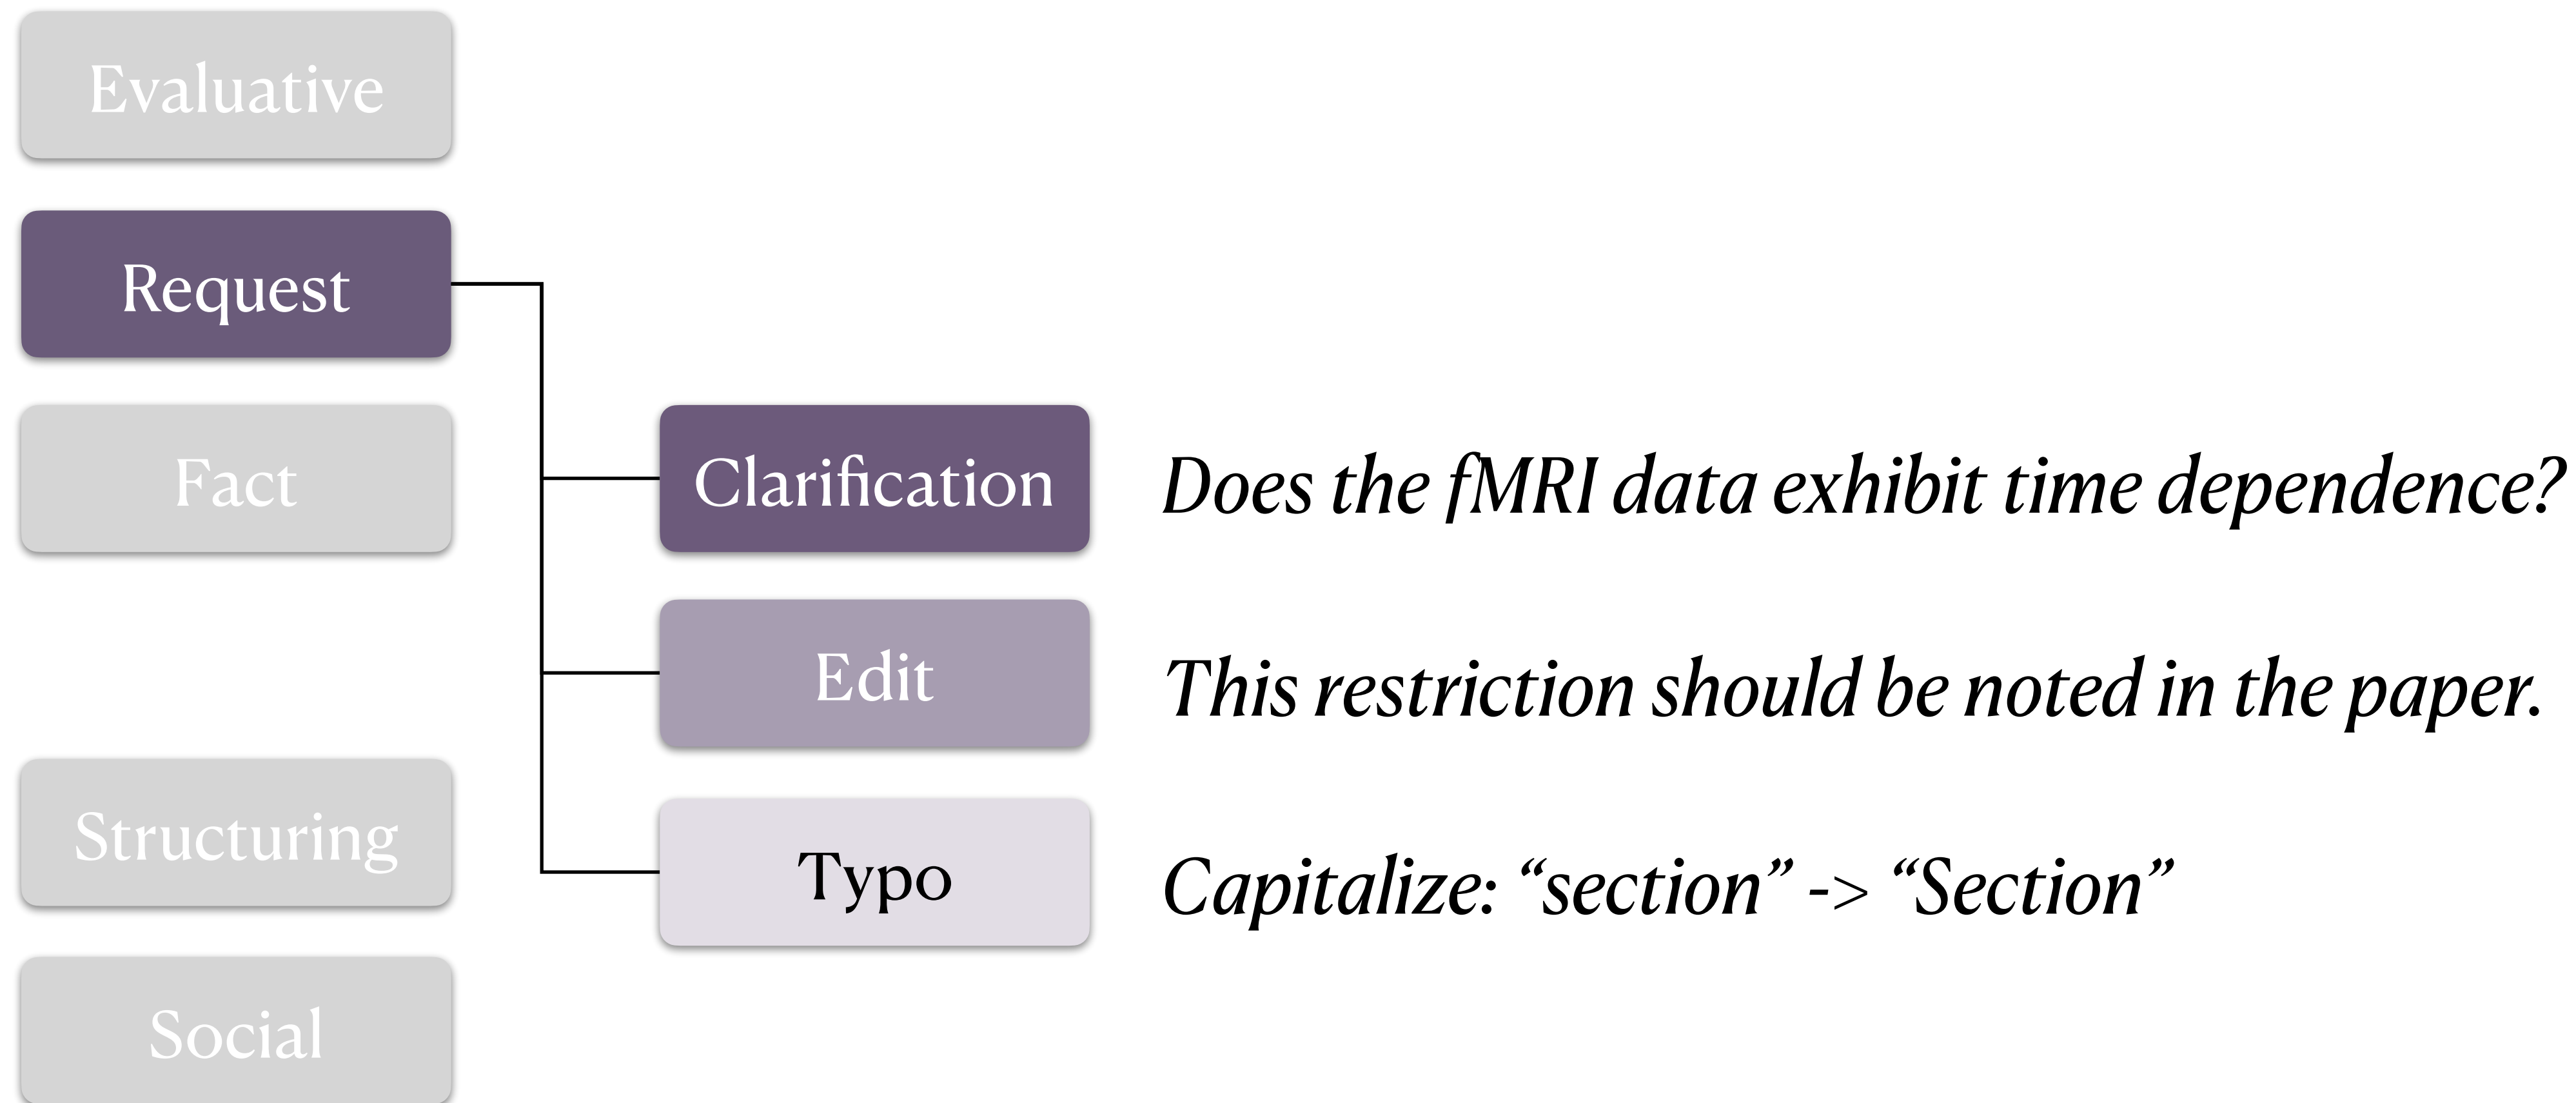 Evaluative
Request
Fact
Clarification Does the fMRI data exhibit time dependence?
Edit This restriction should be noted in the paper.
Structuring
Typo Capitalize: “section” -> “Section”
Social